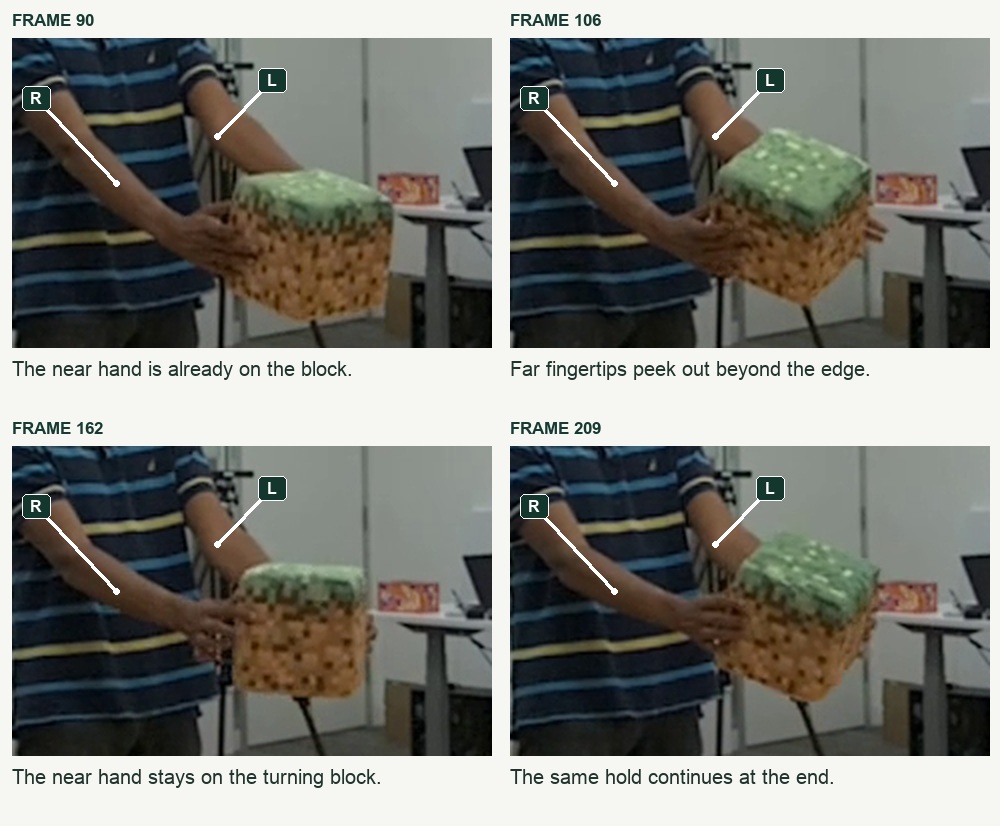 FRAME 90
FRAME 106
R
L
R
L
The near hand is already on the block.
Far fingertips peek out beyond the edge.
FRAME 162
FRAME 209
R
L
R
L
The near hand stays on the turning block.
The same hold continues at the end.